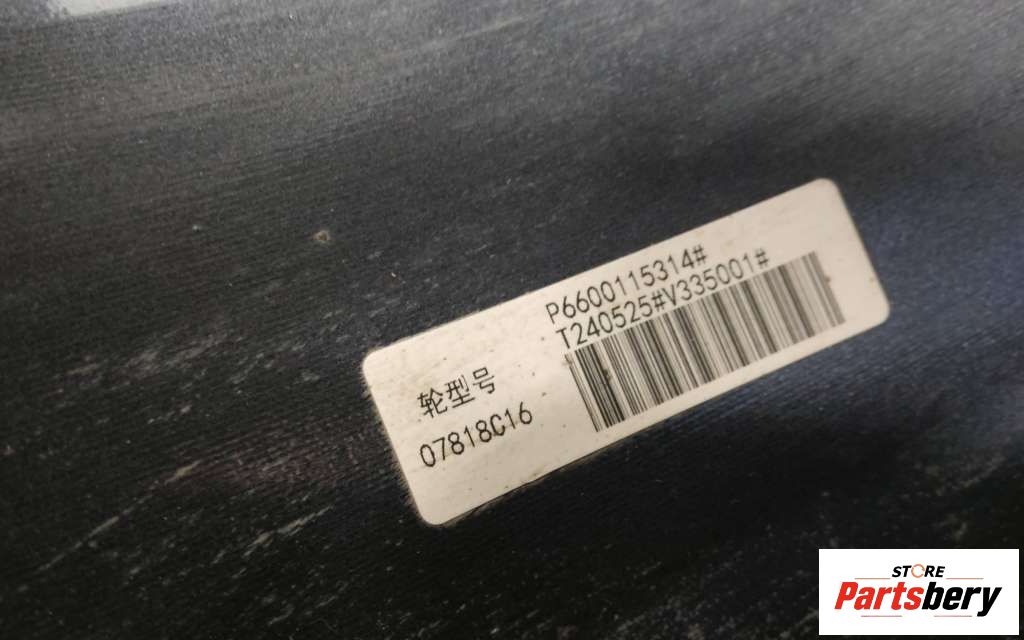 P6600115314#
T240525#V335001#
轮型号
07818C16
STORE
Partsbery